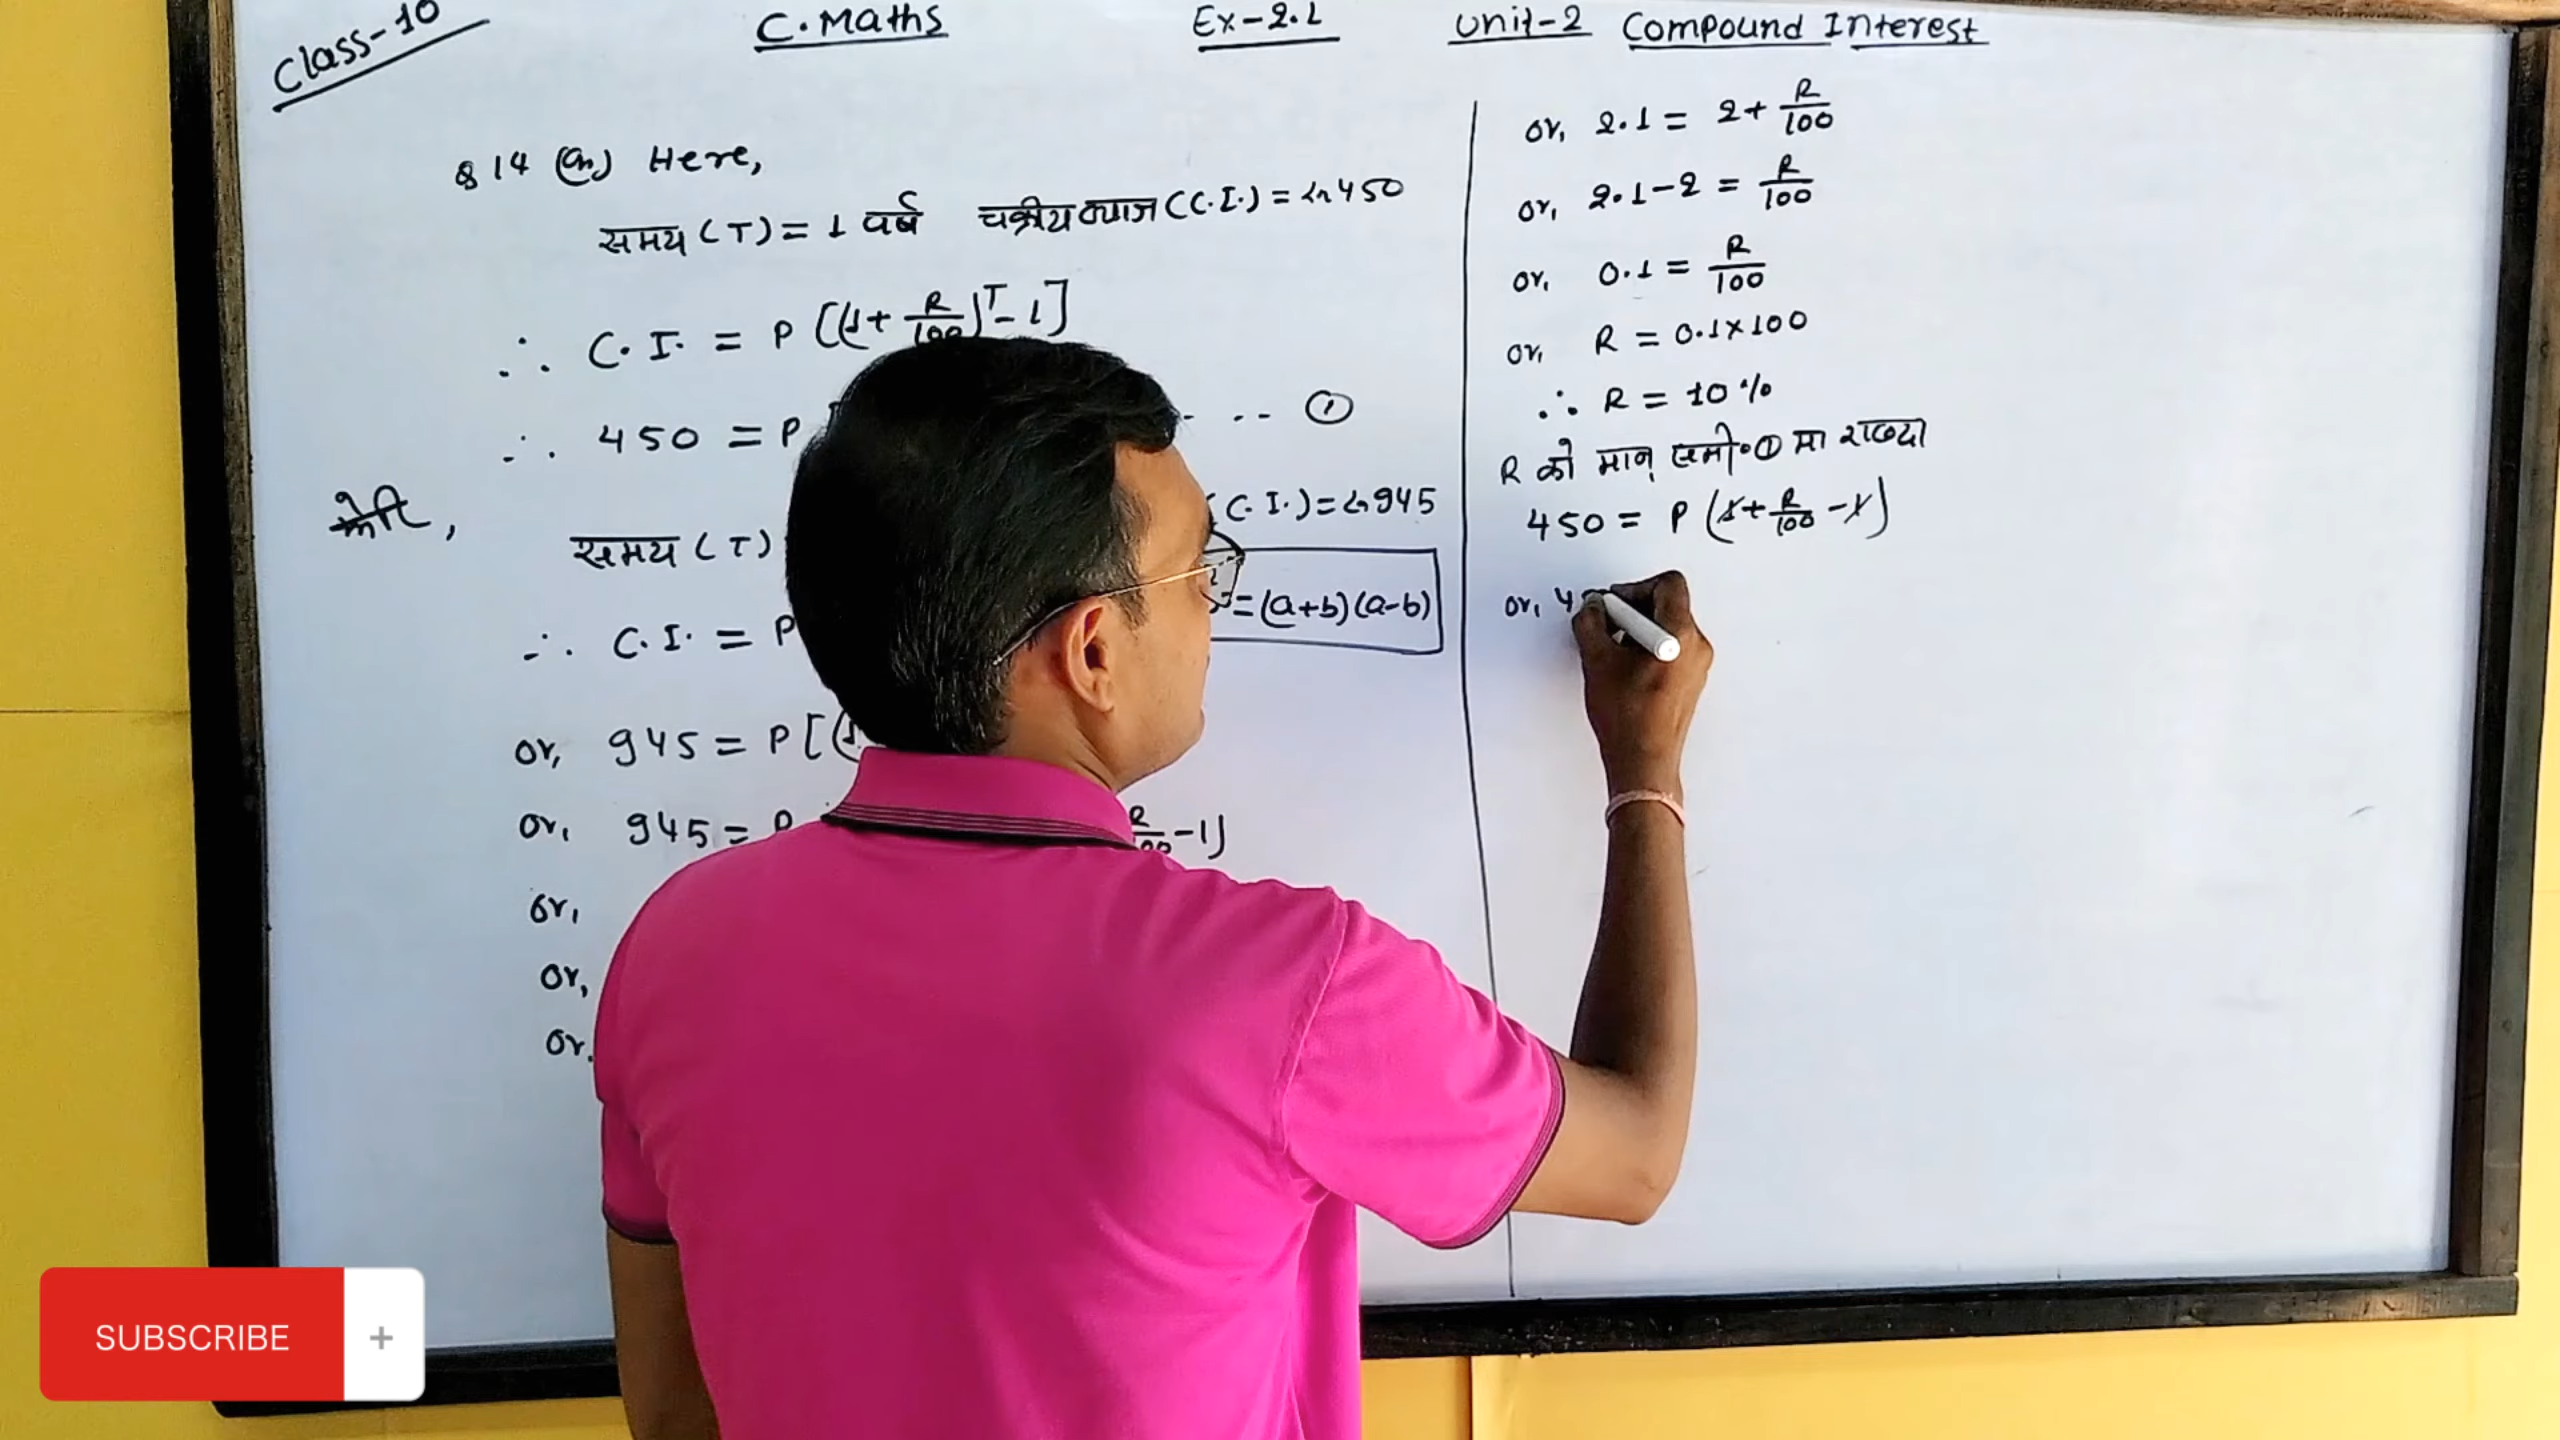 Class-10 C. Maths Ex-2.1 Unit-2 Compound Interest
Here,
समय (T) = 1 वर्ष चक्रीय ब्याज (C.I.) = रु 450
∴ C. I. = P [(1+ R/100)^T - 1]
∴ 450 = P - -- ①
फेरि,
समय (T) (C. I.) = रु 945
= (a+b) (a-b)
∴ C. I. = P
or, 945 = P [(1
or, 945 = P R/100 -1]
or,
or,
or,
or, 2.1 = 2 + R/100
or, 2.1-2 = R/100
or, 0.1 = R/100
or, R = 0.1×100
∴ R = 10 %
R को मान समी. ① मा राख्दा
450 = P (1+ R/100 -1)
or, 45
SUBSCRIBE +